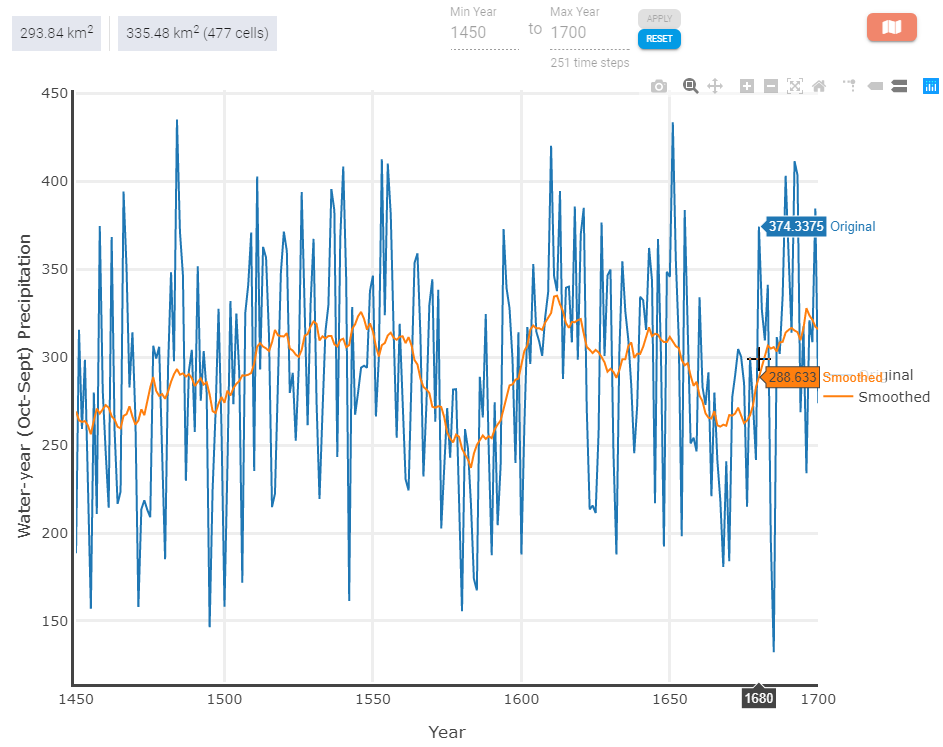 293.84 km²
335.48 km² (477 cells)
Min Year
1450
to
Max Year
1700
251 time steps
APPLY
RESET
450
400
350
300
250
200
150
Water-year (Oct-Sept) Precipitation
374.3375 Original
288.633 Smoothed
Smoothed
1450
1500
1550
1600
1650
1680
1700
Year